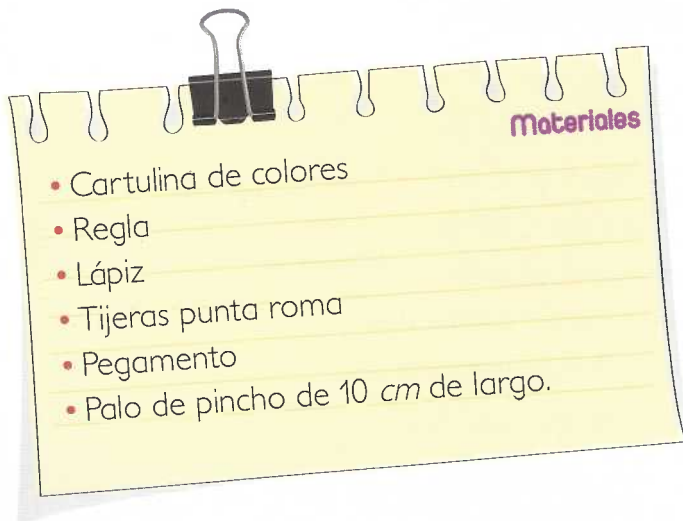 Materiales
• Cartulina de colores
• Regla
• Lápiz
• Tijeras punta roma
• Pegamento
• Palo de pincho de 10 cm de largo.